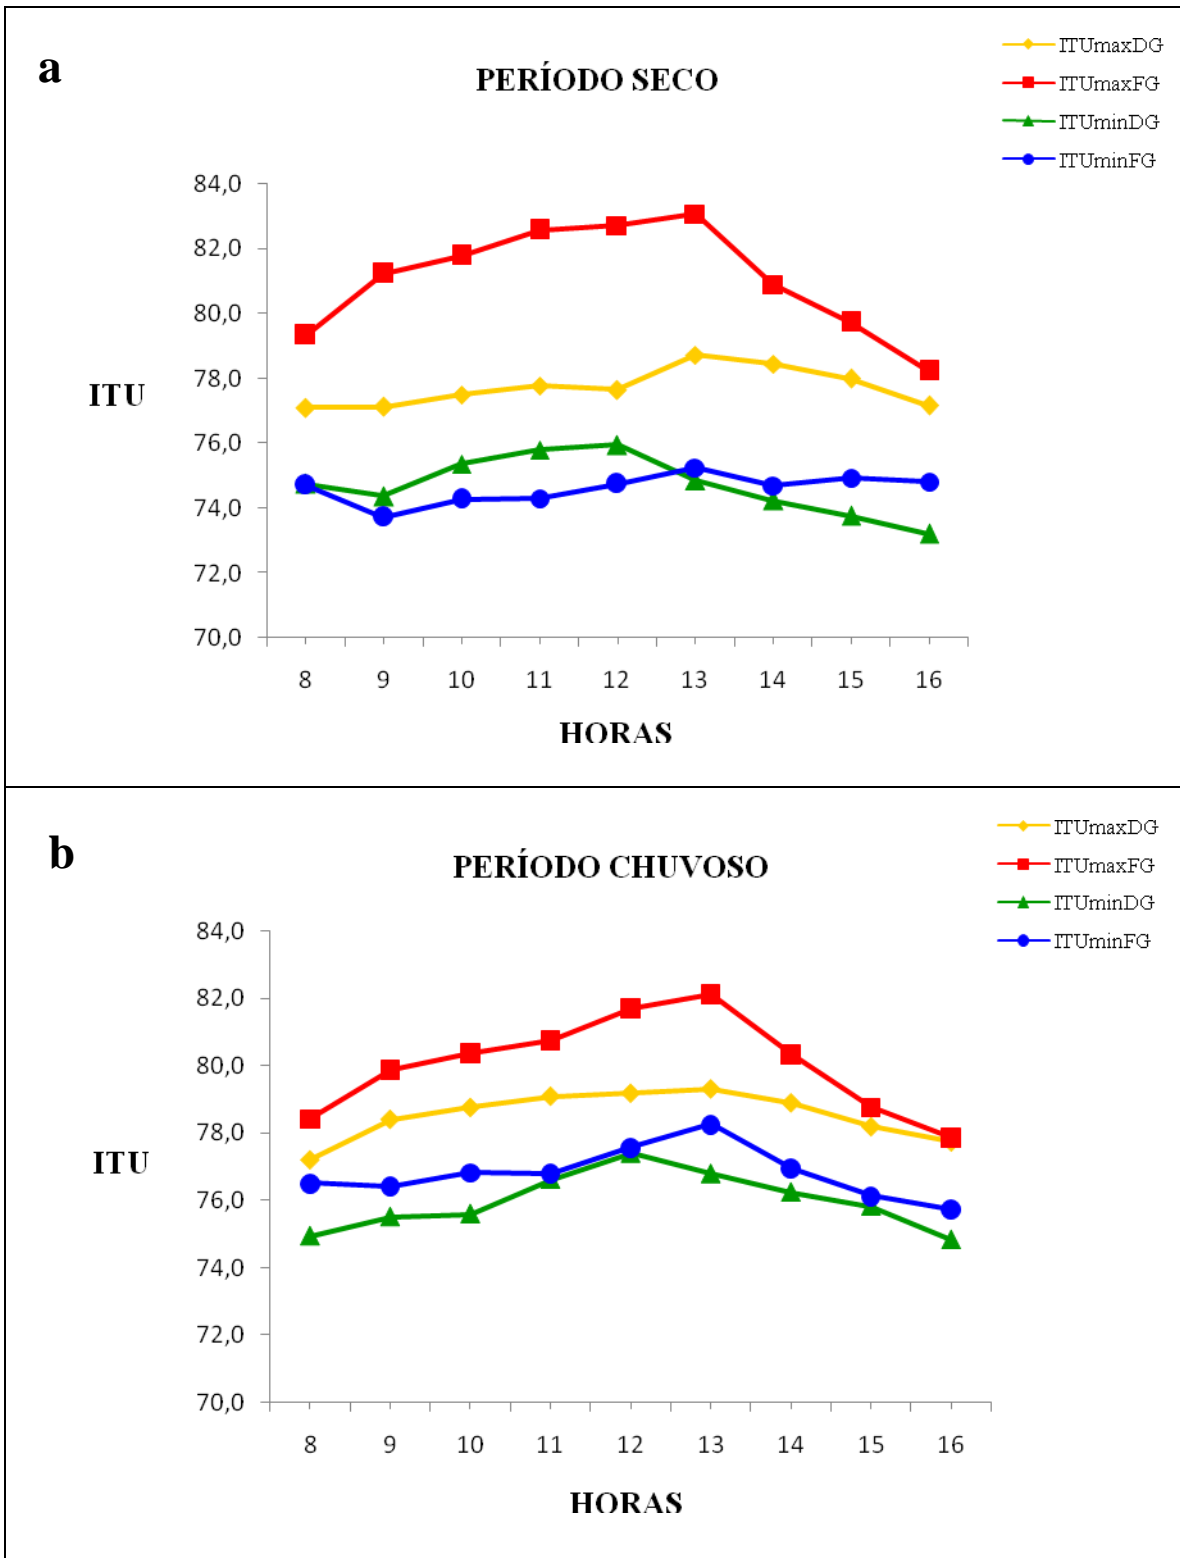 a
PERÍODO SECO
ITUmaxDG
ITUmaxFG
ITUminDG
ITUminFG
84,0
82,0
80,0
78,0
76,0
74,0
72,0
70,0
ITU
8 9 10 11 12 13 14 15 16
HORAS
b
PERÍODO CHUVOSO
ITUmaxDG
ITUmaxFG
ITUminDG
ITUminFG
84,0
82,0
80,0
78,0
76,0
74,0
72,0
70,0
ITU
8 9 10 11 12 13 14 15 16
HORAS